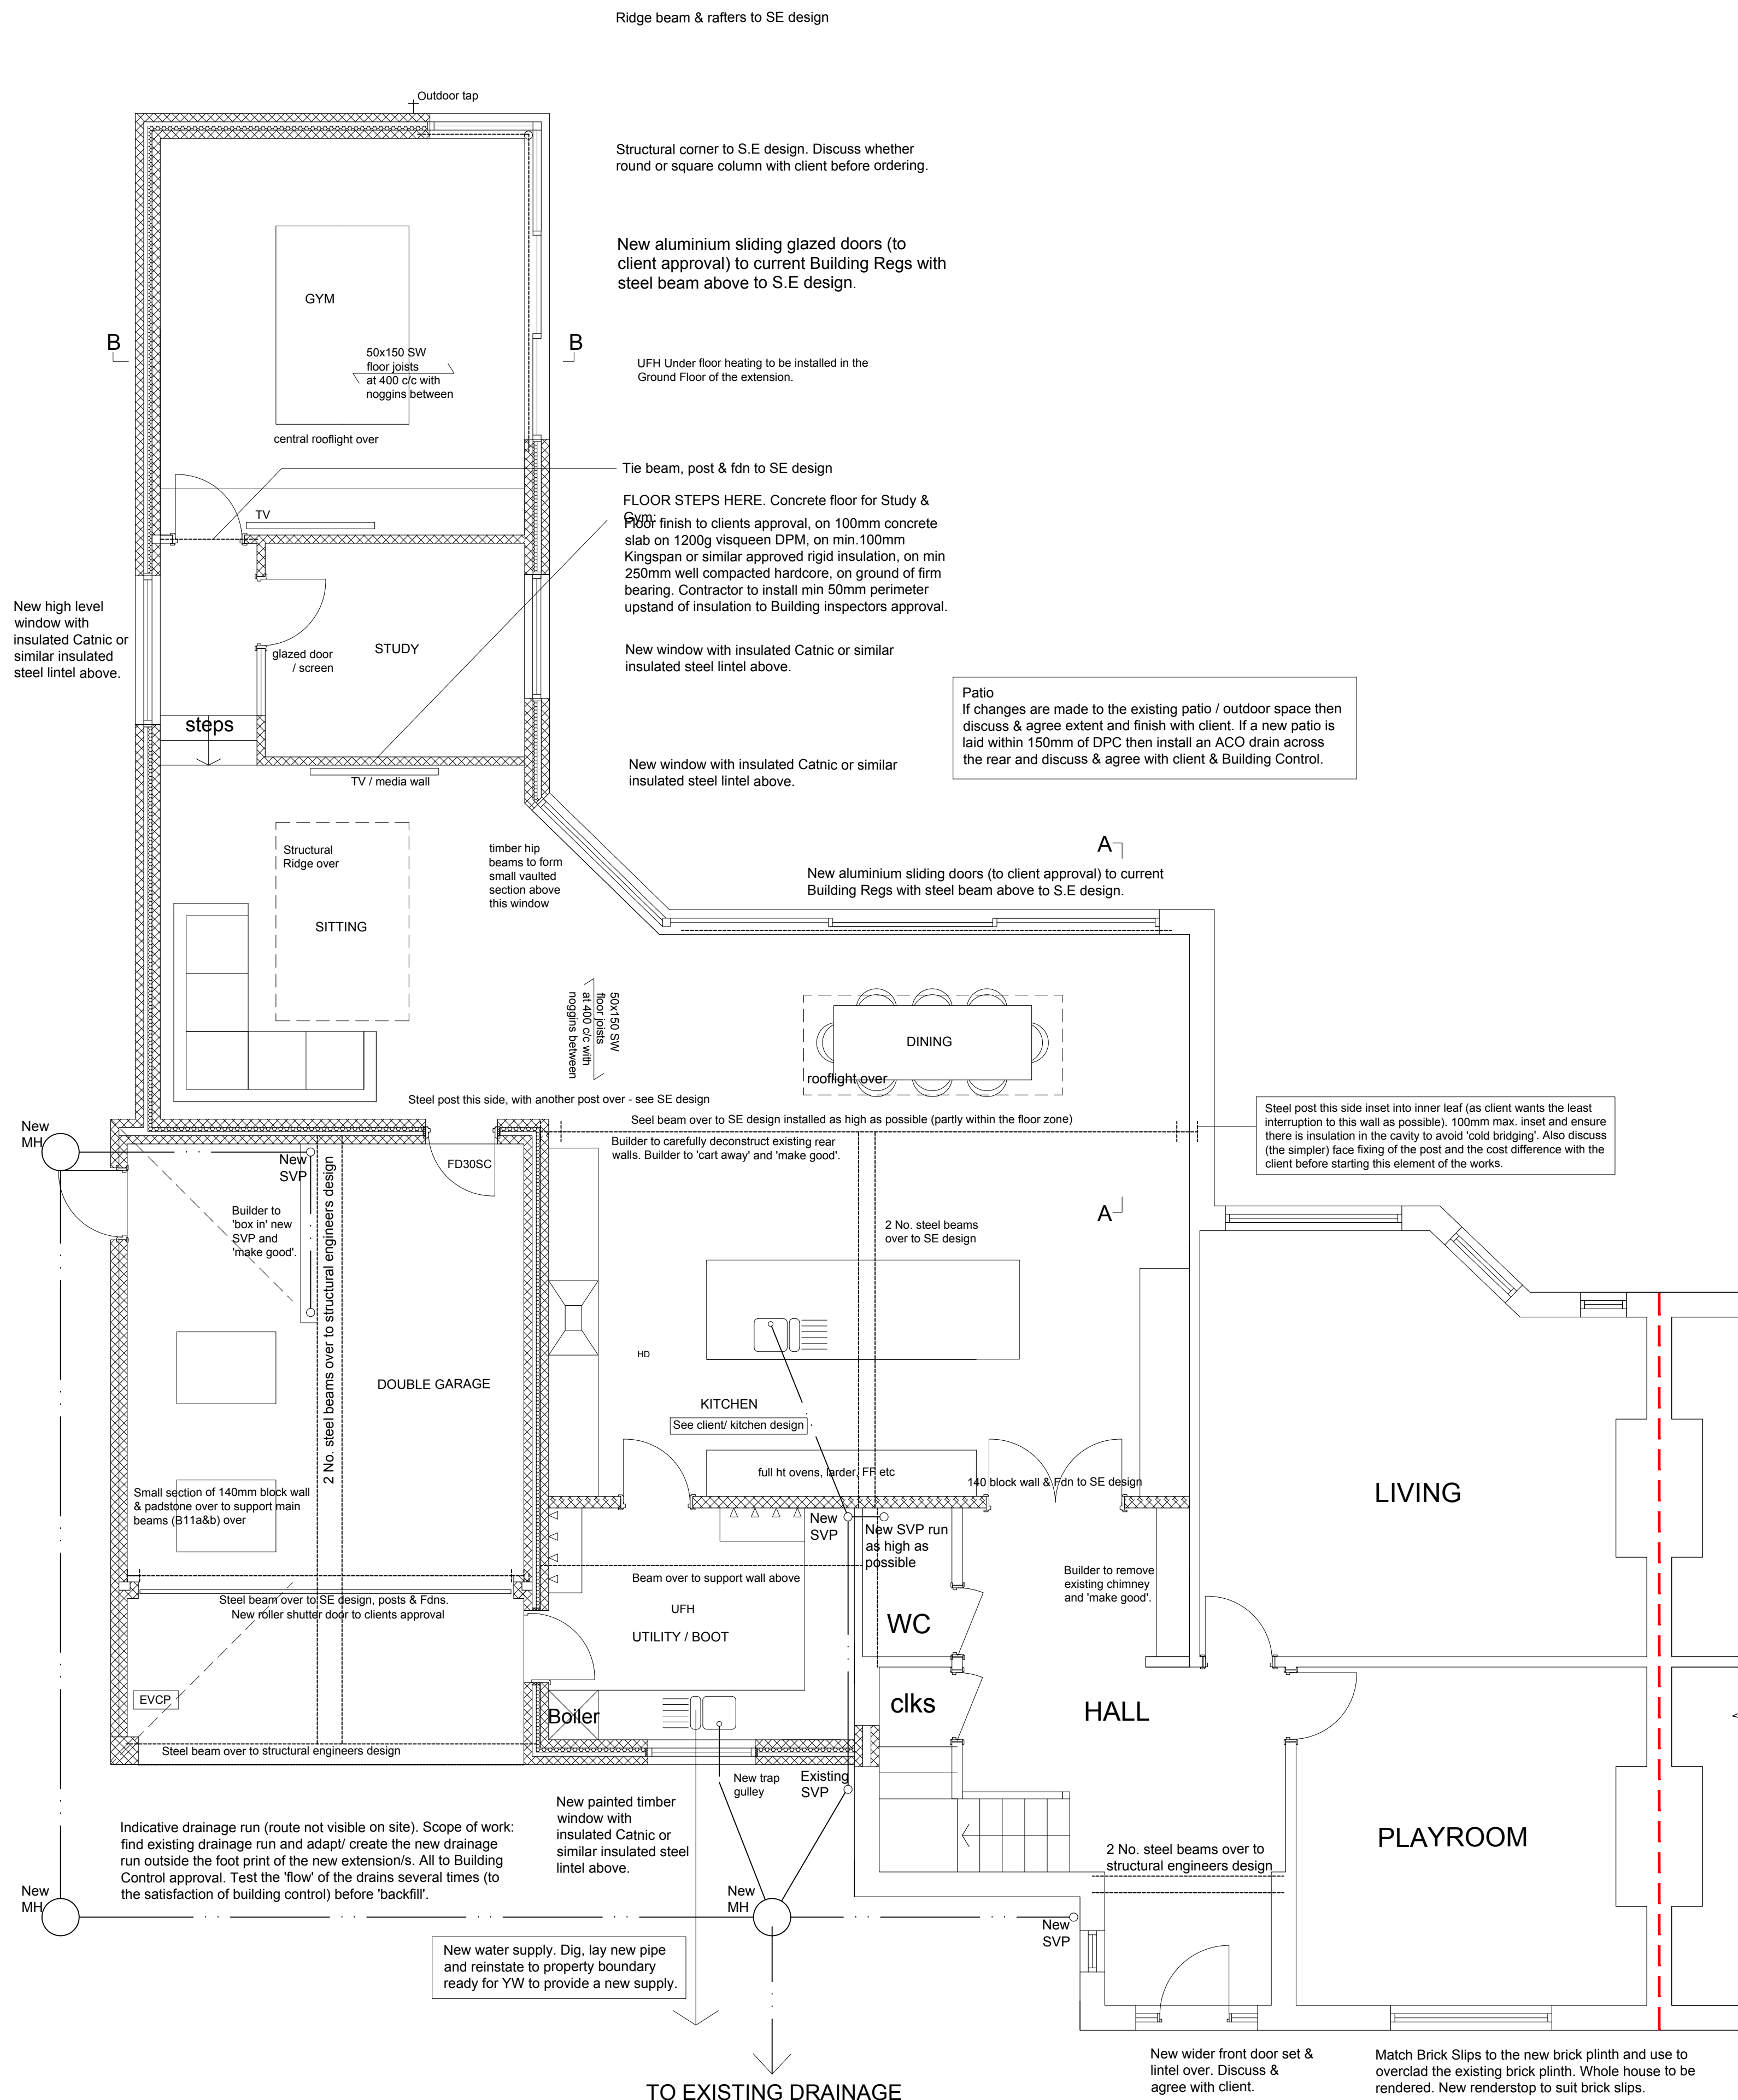 Ridge beam & rafters to SE design
Outdoor tap
Structural corner to S.E design. Discuss whether
round or square column with client before ordering.
New aluminium sliding glazed doors (to
client approval) to current Building Regs with
steel beam above to S.E design.
GYM
B
B
50x150 SW
floor joists
at 400 c/c with
noggins between
UFH Under floor heating to be installed in the
Ground Floor of the extension.
central rooflight over
Tie beam, post & fdn to SE design
TV
FLOOR STEPS HERE. Concrete floor for Study &
Gym:
Floor finish to clients approval, on 100mm concrete
slab on 1200g visqueen DPM, on min.100mm
Kingspan or similar approved rigid insulation, on min
250mm well compacted hardcore, on ground of firm
bearing. Contractor to install min 50mm perimeter
upstand of insulation to Building inspectors approval.
New high level
window with
insulated Catnic or
similar insulated
steel lintel above.
glazed door
/ screen
STUDY
New window with insulated Catnic or similar
insulated steel lintel above.
steps
Patio
If changes are made to the existing patio / outdoor space then
discuss & agree extent and finish with client. If a new patio is
laid within 150mm of DPC then install an ACO drain across
the rear and discuss & agree with client & Building Control.
New window with insulated Catnic or similar
insulated steel lintel above.
TV / media wall
Structural
Ridge over
timber hip
beams to form
small vaulted
section above
this window
A
New aluminium sliding doors (to client approval) to current
Building Regs with steel beam above to S.E design.
SITTING
50x150 SW
floor joists
at 400 c/c with
noggins between
DINING
rooflight over
Steel post this side, with another post over - see SE design
Seel beam over to SE design installed as high as possible (partly within the floor zone)
Steel post this side inset into inner leaf (as client wants the least
interruption to this wall as possible). 100mm max. inset and ensure
there is insulation in the cavity to avoid 'cold bridging'. Also discuss
(the simpler) face fixing of the post and the cost difference with the
client before starting this element of the works.
New
MH
New
SVP
FD30SC
Builder to carefully deconstruct existing rear
walls. Builder to 'cart away' and 'make good'.
Builder to
'box in' new
SVP and
'make good'.
2 No. steel beams over to structural engineers design
2 No. steel beams
over to SE design
A
HD
DOUBLE GARAGE
KITCHEN
See client/ kitchen design
full ht ovens, larder, FF etc
140 block wall & Fdn to SE design
LIVING
Small section of 140mm block wall
& padstone over to support main
beams (B11a&b) over
New
SVP
New SVP run
as high as
possible
Builder to remove
existing chimney
and 'make good'.
Beam over to support wall above
Steel beam over to SE design, posts & Fdns.
New roller shutter door to clients approval
UFH
UTILITY / BOOT
WC
EVCP
Boiler
clks
HALL
Steel beam over to structural engineers design
New trap
gulley
Existing
SVP
New painted timber
window with
insulated Catnic or
similar insulated steel
lintel above.
Indicative drainage run (route not visible on site). Scope of work:
find existing drainage run and adapt/ create the new drainage
run outside the foot print of the new extension/s. All to Building
Control approval. Test the 'flow' of the drains several times (to
the satisfaction of building control) before 'backfill'.
2 No. steel beams over to
structural engineers design
PLAYROOM
New
MH
New
MH
New
SVP
New water supply. Dig, lay new pipe
and reinstate to property boundary
ready for YW to provide a new supply.
New wider front door set &
lintel over. Discuss &
agree with client.
Match Brick Slips to the new brick plinth and use to
overclad the existing brick plinth. Whole house to be
rendered. New renderstop to suit brick slips.
TO EXISTING DRAINAGE